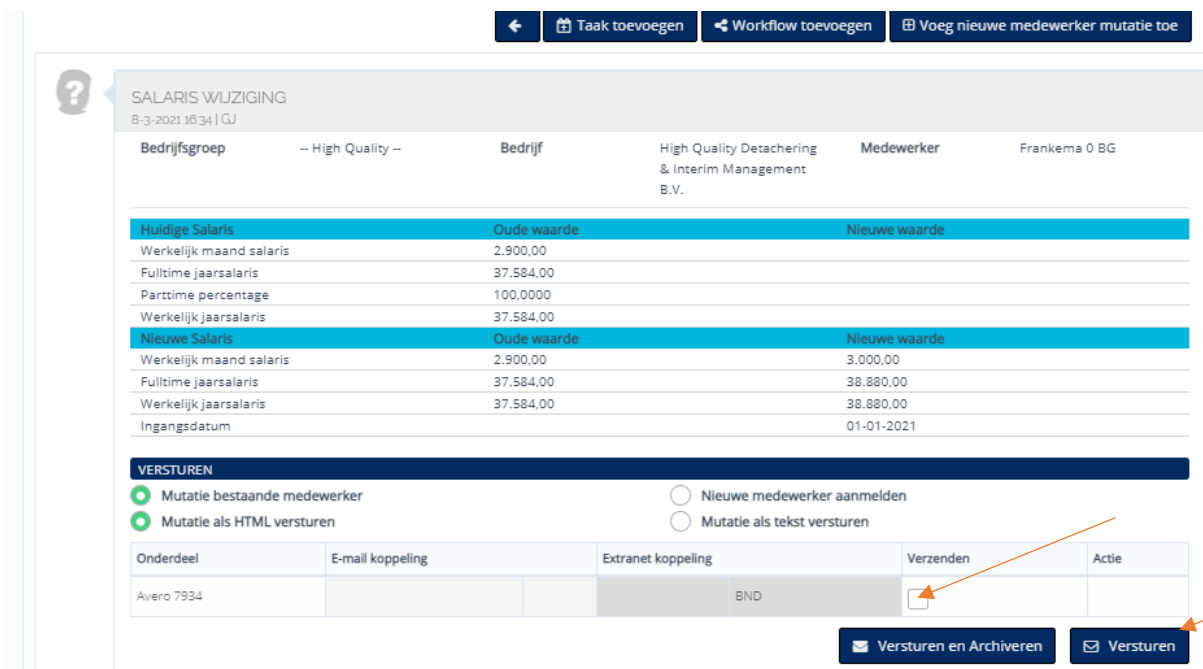 Taak toevoegen Workflow toevoegen Voeg nieuwe medewerker mutatie toe
?
SALARIS WIJZIGING
8-3-2021 16:34 | GJ
Bedrijfsgroep -- High Quality -- Bedrijf High Quality Detachering Medewerker Frankema 0 BG
& Interim Management
B.V.
Huidige Salaris Oude waarde Nieuwe waarde
Werkelijk maand salaris 2.900,00
Fulltime jaarsalaris 37.584,00
Parttime percentage 100,0000
Werkelijk jaarsalaris 37.584,00
Nieuwe Salaris Oude waarde Nieuwe waarde
Werkelijk maand salaris 2.900,00 3.000,00
Fulltime jaarsalaris 37.584,00 38.880,00
Werkelijk jaarsalaris 37.584,00 38.880,00
Ingangsdatum 01-01-2021
VERSTUREN
Mutatie bestaande medewerker Nieuwe medewerker aanmelden
Mutatie als HTML versturen Mutatie als tekst versturen
Onderdeel E-mail koppeling Extranet koppeling Verzenden Actie
Avero 7934 BND
Versturen en Archiveren Versturen